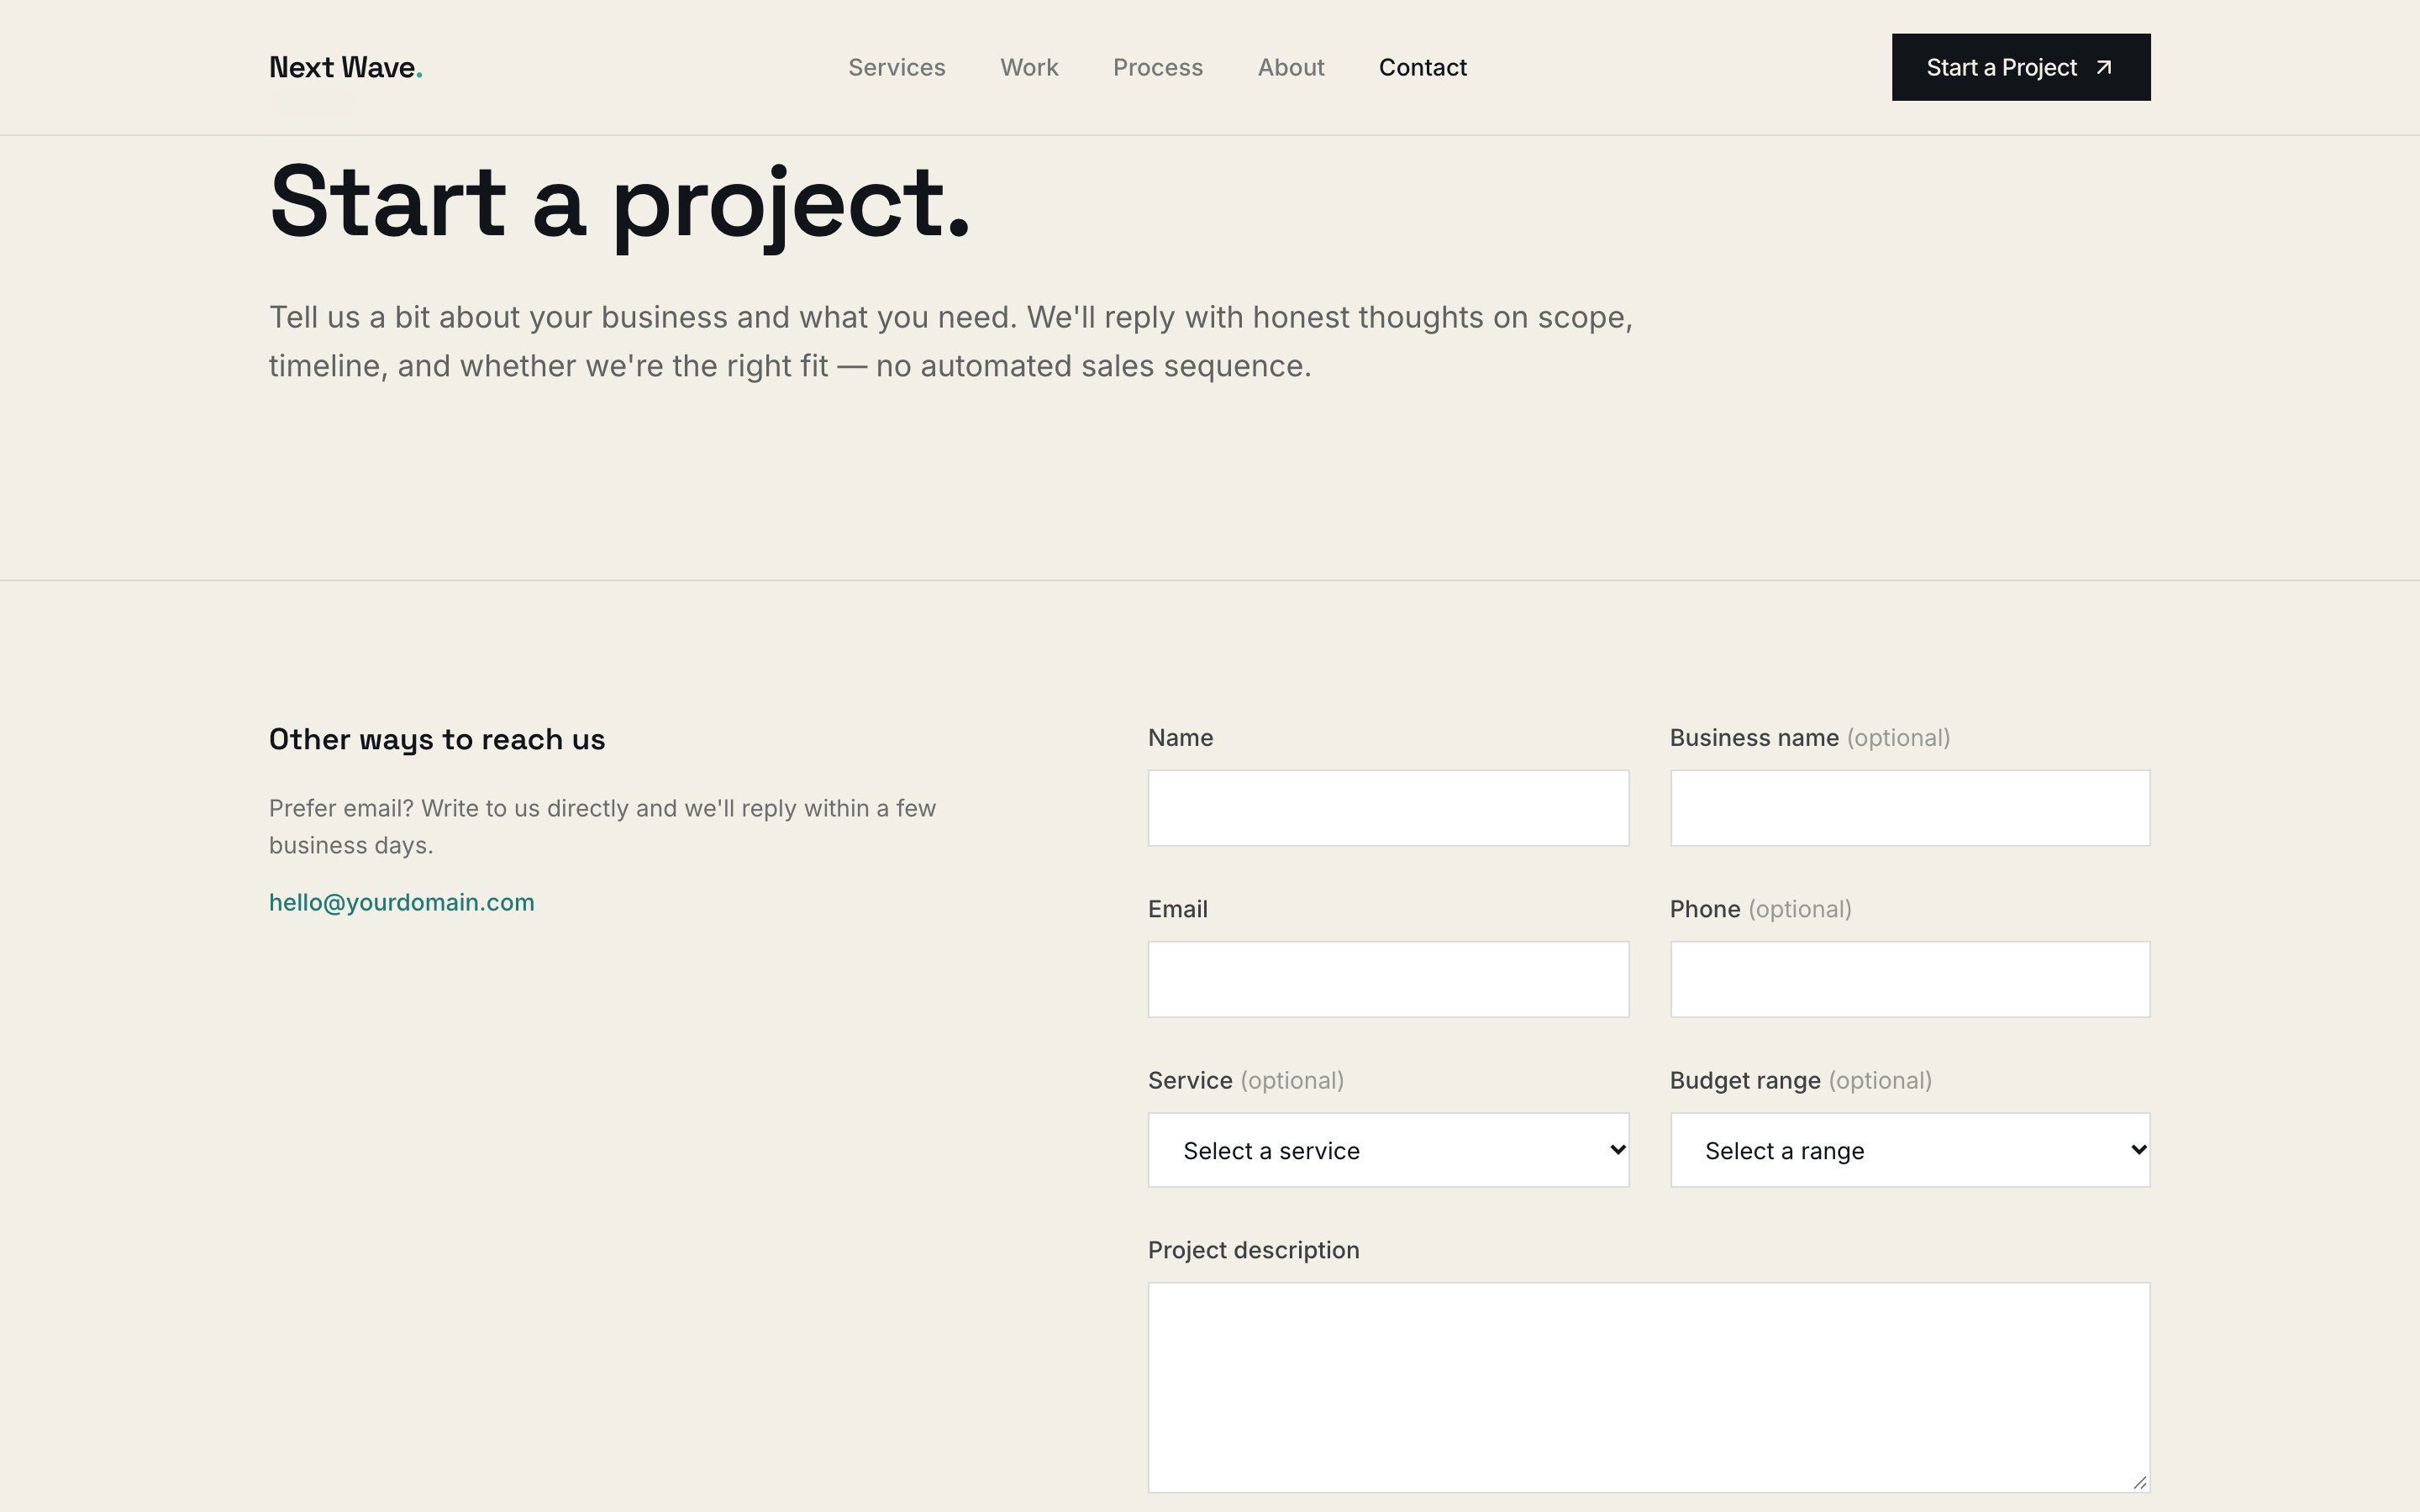 Next Wave.
Services
Work
Process
About
Contact
Start a Project
Start a project.
Tell us a bit about your business and what you need. We'll reply with honest thoughts on scope,
timeline, and whether we're the right fit — no automated sales sequence.
Other ways to reach us
Prefer email? Write to us directly and we'll reply within a few
business days.
hello@yourdomain.com
Name
Business name (optional)
Email
Phone (optional)
Service (optional)
Budget range (optional)
Select a service
Select a range
Project description